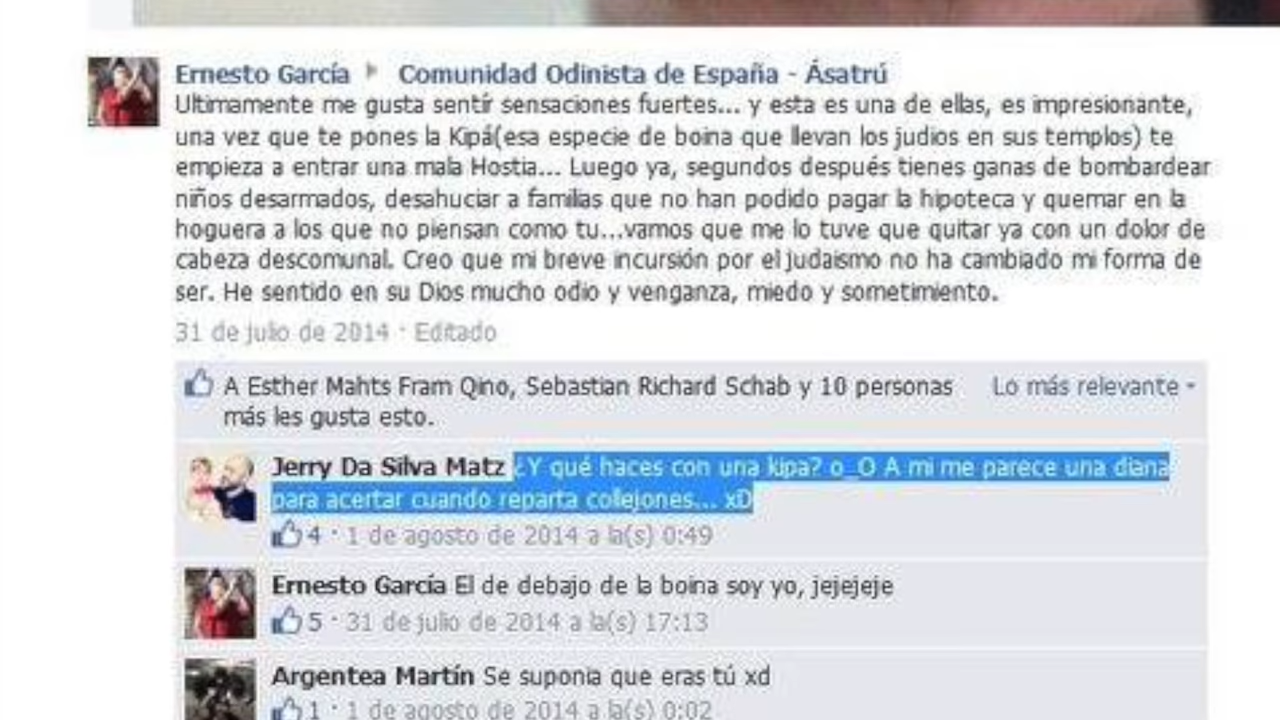 Ernesto García ▸ Comunidad Odinista de España - Ásatrú
Ultimamente me gusta sentir sensaciones fuertes... y esta es una de ellas, es impresionante,
una vez que te pones la Kipá(esa especie de boina que llevan los judios en sus templos) te
empieza a entrar una mala Hostia... Luego ya, segundos después tienes ganas de bombardear
niños desarmados, desahuciar a familias que no han podido pagar la hipoteca y quemar en la
hoguera a los que no piensan como tu...vamos que me lo tuve que quitar ya con un dolor de
cabeza descomunal. Creo que mi breve incursión por el judaismo no ha cambiado mi forma de
ser. He sentido en su Dios mucho odio y venganza, miedo y sometimiento.
31 de julio de 2014 · Editado
A Esther Mahts Fram Qino, Sebastian Richard Schab y 10 personas Lo más relevante
más les gusta esto.
Jerry Da Silva Matz ¿Y qué haces con una kipa? o_O A mi me parece una diana
para acertar cuando reparta collejones... xD
4 · 1 de agosto de 2014 a la(s) 0:49
Ernesto García El de debajo de la boina soy yo, jejejeje
5 · 31 de julio de 2014 a la(s) 17:13
Argentea Martín Se suponia que eras tú xd
1 · 1 de agosto de 2014 a la(s) 0:02